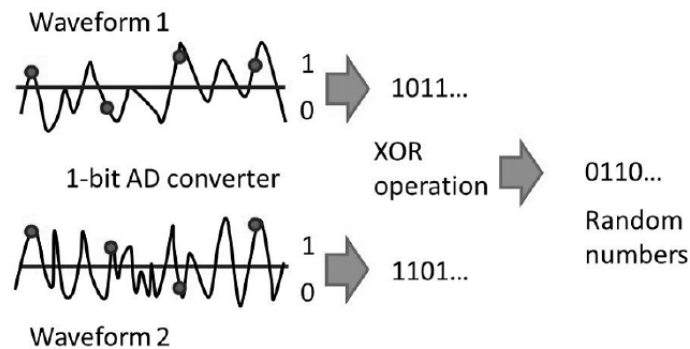 Waveform 1
1
0
1011...
XOR
operation
1-bit AD converter
0110...
Random
numbers
1
0
1101...
Waveform 2